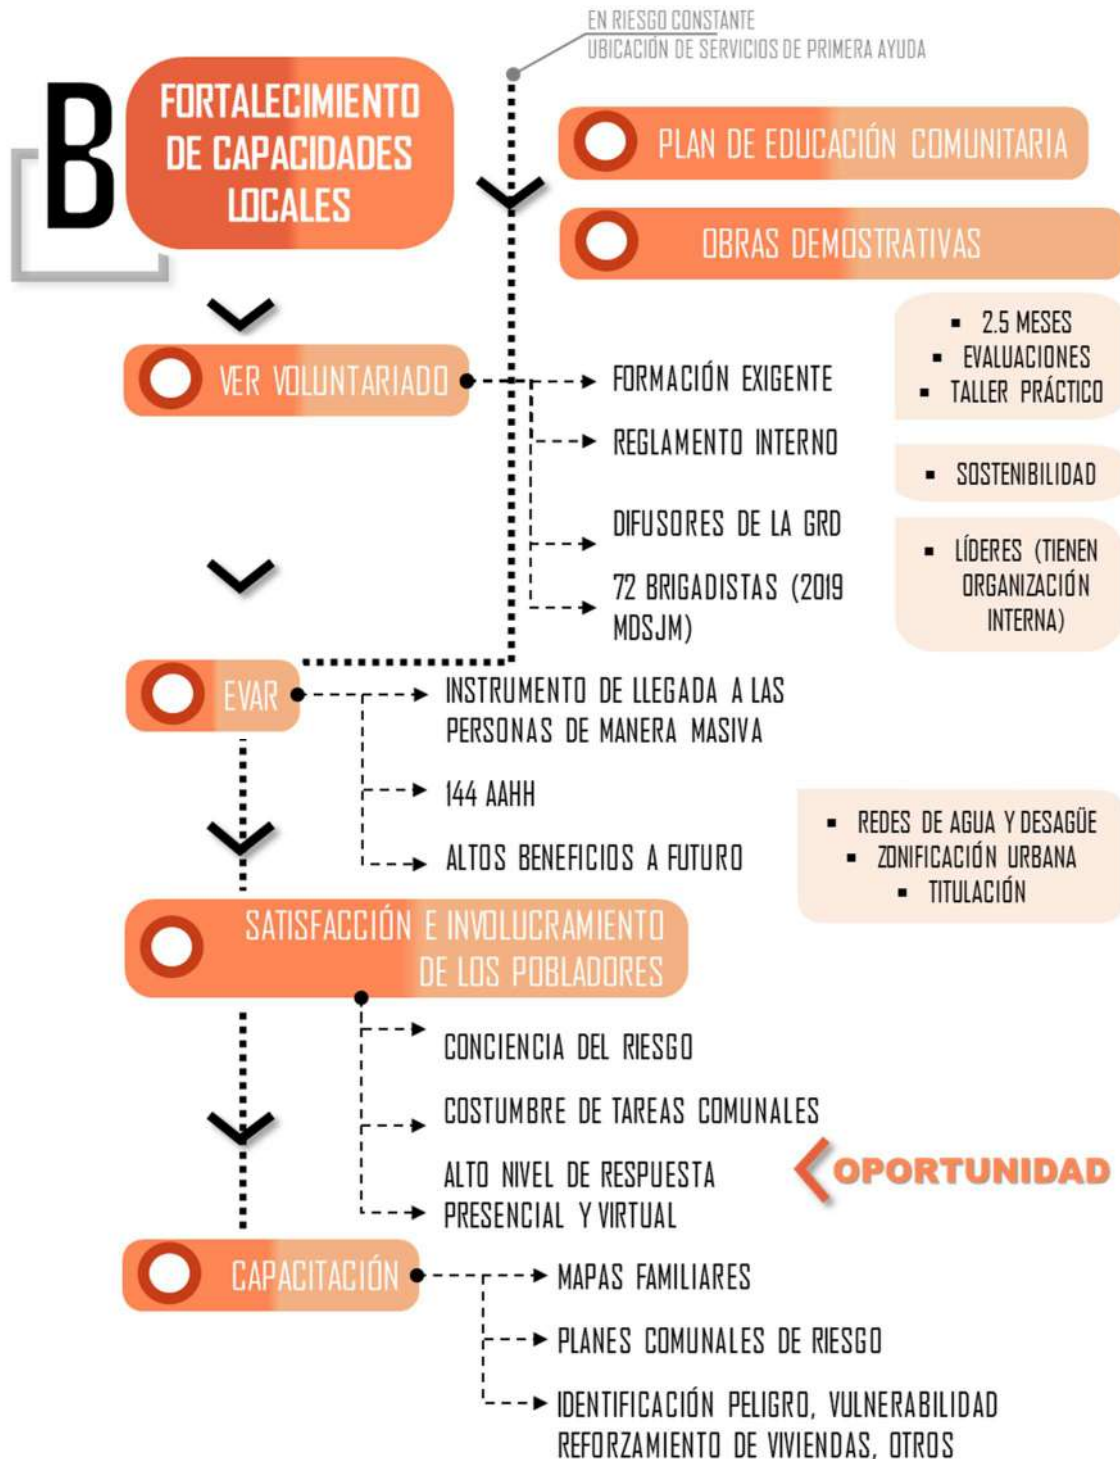 EN RIESGO CONSTANTE
UBICACIÓN DE SERVICIOS DE PRIMERA AYUDA
B
FORTALECIMIENTO
DE CAPACIDADES
LOCALES
PLAN DE EDUCACIÓN COMUNITARIA
OBRAS DEMOSTRATIVAS
VER VOLUNTARIADO
FORMACIÓN EXIGENTE
REGLAMENTO INTERNO
DIFUSORES DE LA GRD
72 BRIGADISTAS (2019
MDSJM)
▪ 2.5 MESES
▪ EVALUACIONES
▪ TALLER PRÁCTICO
▪ SOSTENIBILIDAD
▪ LÍDERES (TIENEN
ORGANIZACIÓN
INTERNA)
EVAR
INSTRUMENTO DE LLEGADA A LAS
PERSONAS DE MANERA MASIVA
144 AAHH
ALTOS BENEFICIOS A FUTURO
▪ REDES DE AGUA Y DESAGÜE
▪ ZONIFICACIÓN URBANA
▪ TITULACIÓN
SATISFACCIÓN E INVOLUCRAMIENTO
DE LOS POBLADORES
CONCIENCIA DEL RIESGO
COSTUMBRE DE TAREAS COMUNALES
ALTO NIVEL DE RESPUESTA
PRESENCIAL Y VIRTUAL
OPORTUNIDAD
CAPACITACIÓN
MAPAS FAMILIARES
PLANES COMUNALES DE RIESGO
IDENTIFICACIÓN PELIGRO, VULNERABILIDAD
REFORZAMIENTO DE VIVIENDAS, OTROS